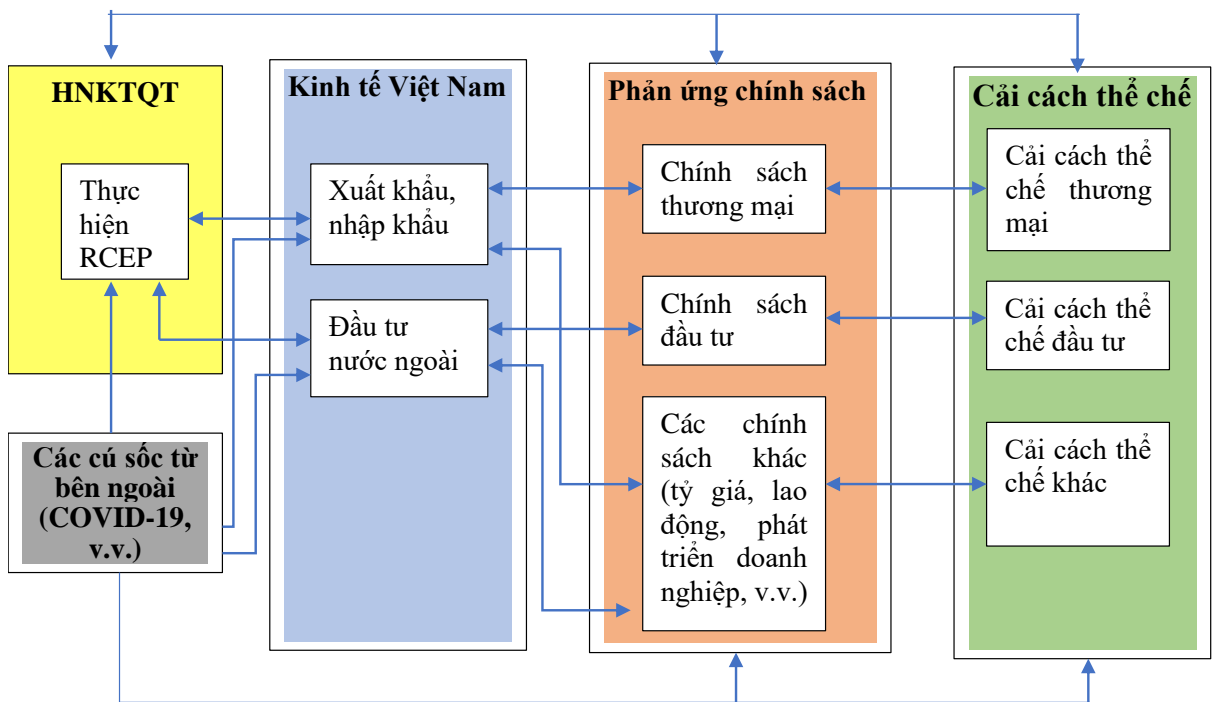 HNKTQT
Thực
hiện
RCEP
Các cú sốc từ
bên ngoài
(COVID-19,
v.v.)
Kinh tế Việt Nam
Xuất khẩu,
nhập khẩu
Đầu tư
nước ngoài
Phản ứng chính sách
Chính sách
thương mại
Chính sách
đầu tư
Các chính
sách khác
(tỷ giá, lao
động, phát
triển doanh
nghiệp, v.v.)
Cải cách thể chế
Cải cách thể
chế thương
mại
Cải cách thể
chế đầu tư
Cải cách thể
chế khác